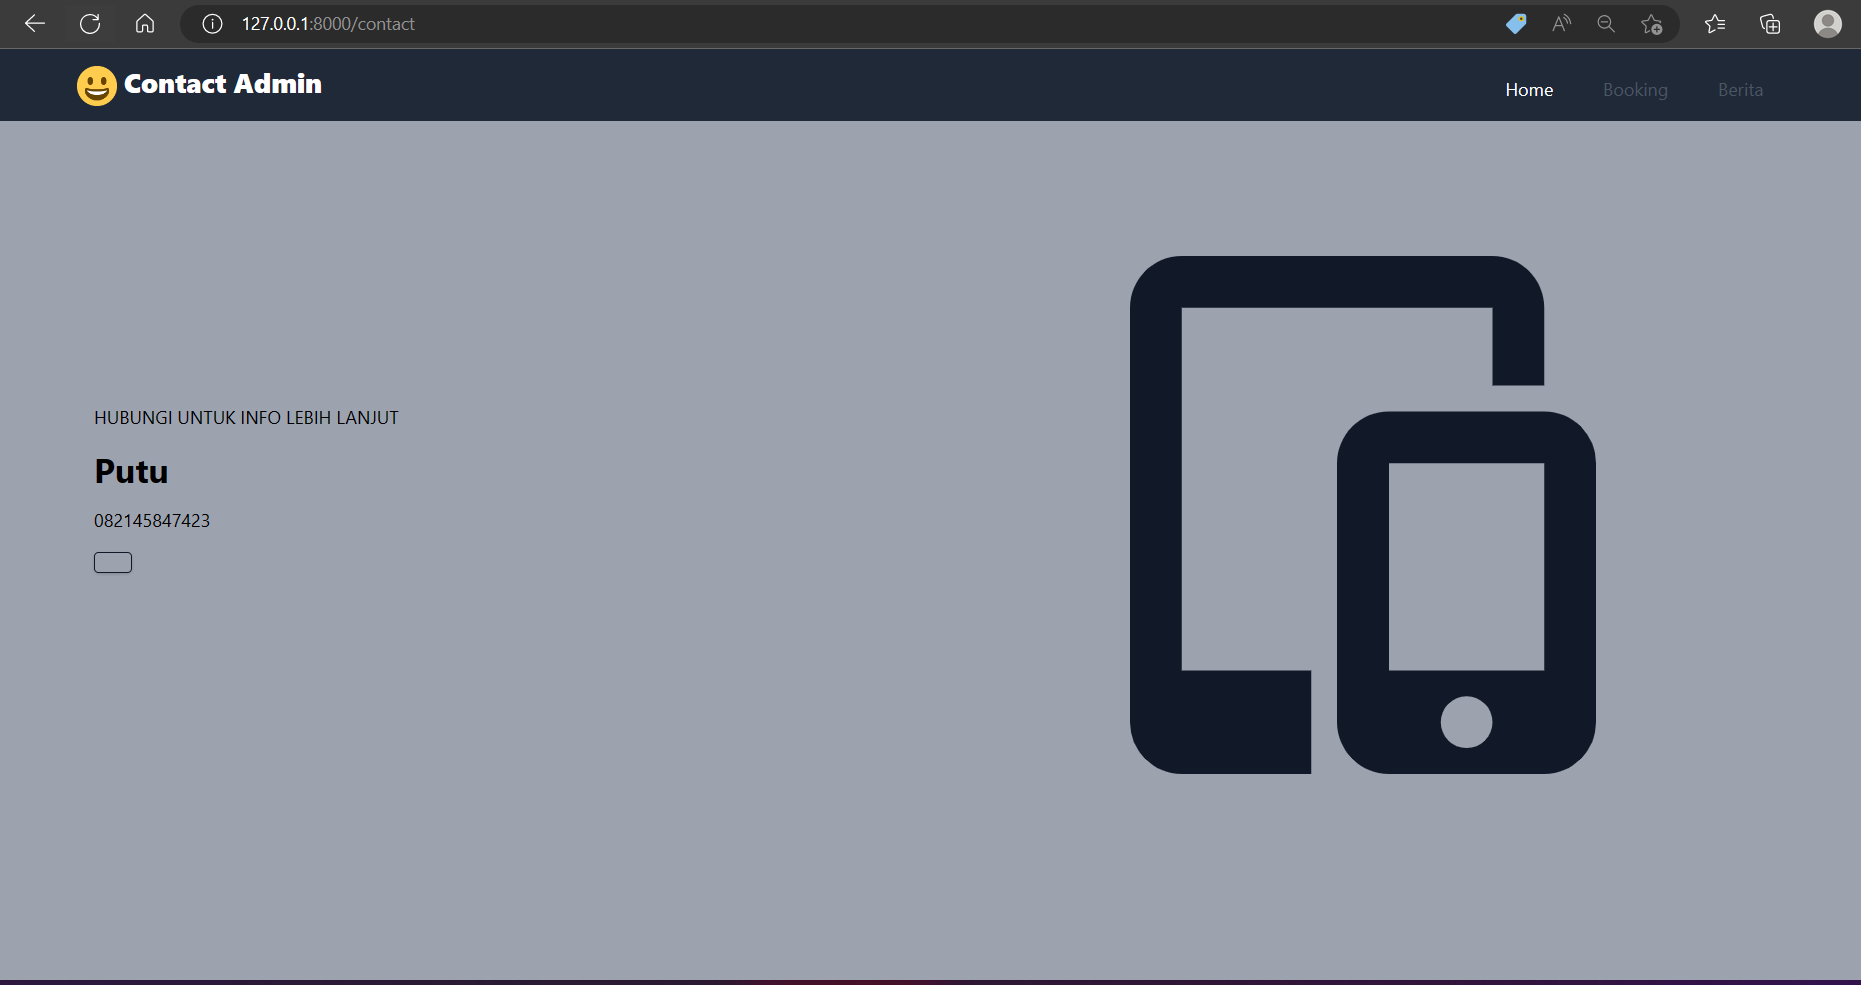 127.0.0.1:8000/contact
Contact Admin
Home Booking Berita
HUBUNGI UNTUK INFO LEBIH LANJUT
Putu
082145847423